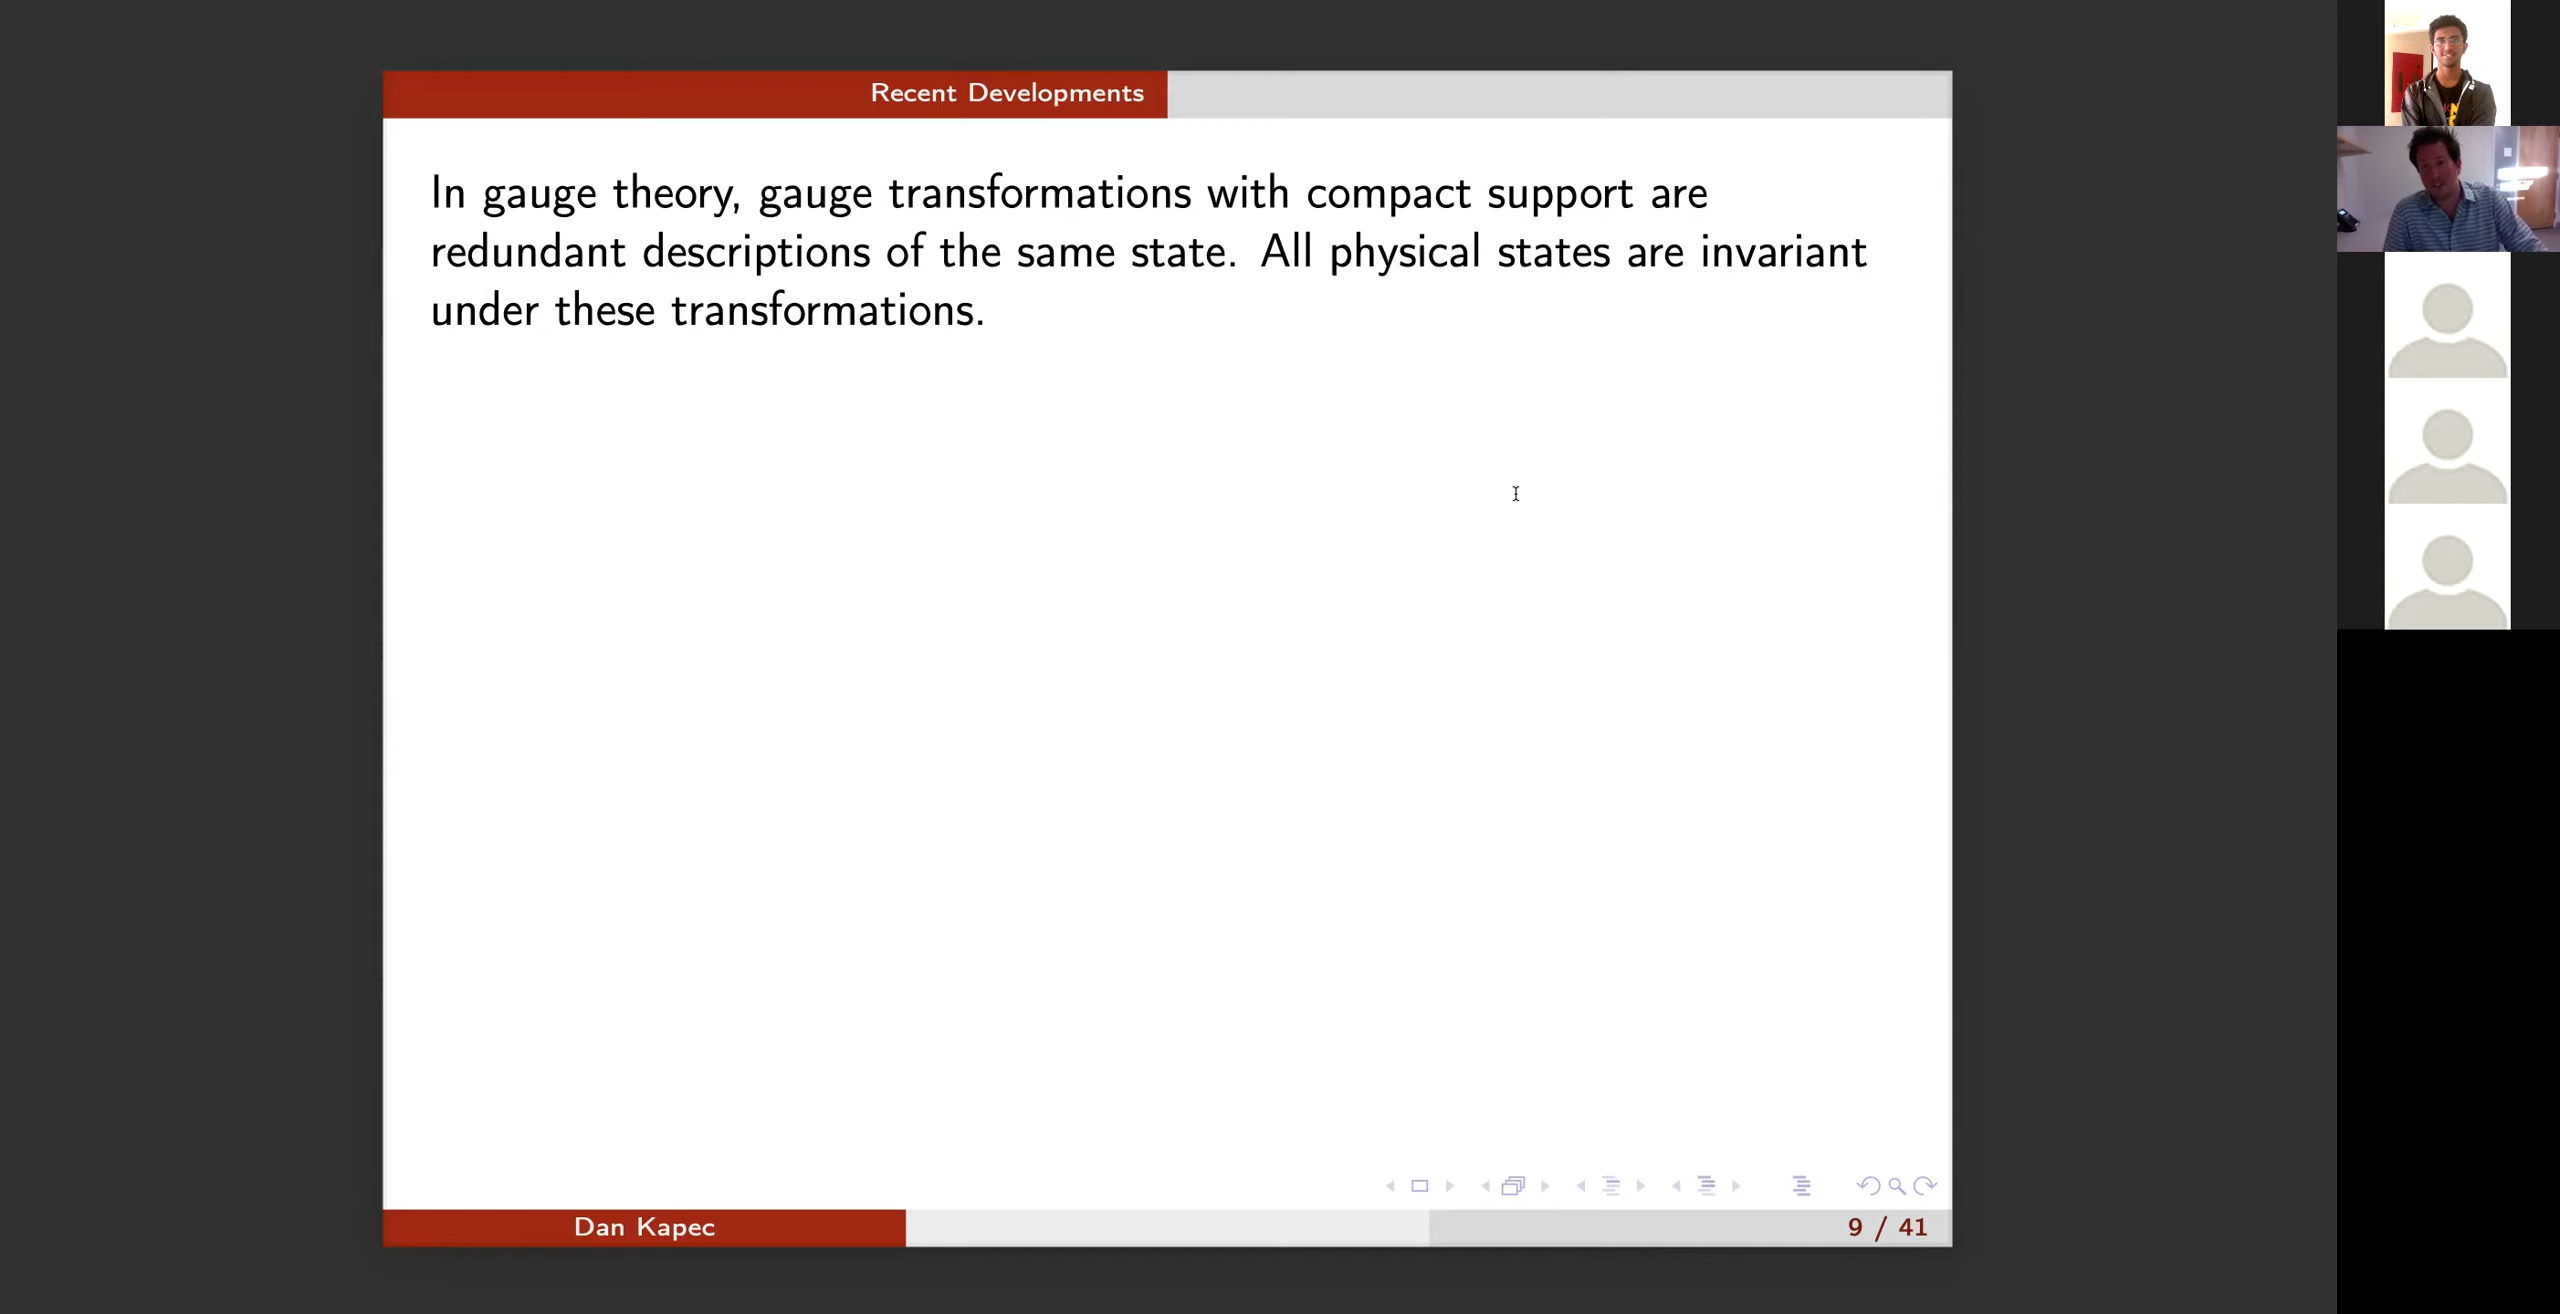 Recent Developments
In gauge theory, gauge transformations with compact support are
redundant descriptions of the same state. All physical states are invariant
under these transformations.
Dan Kapec
9 / 41